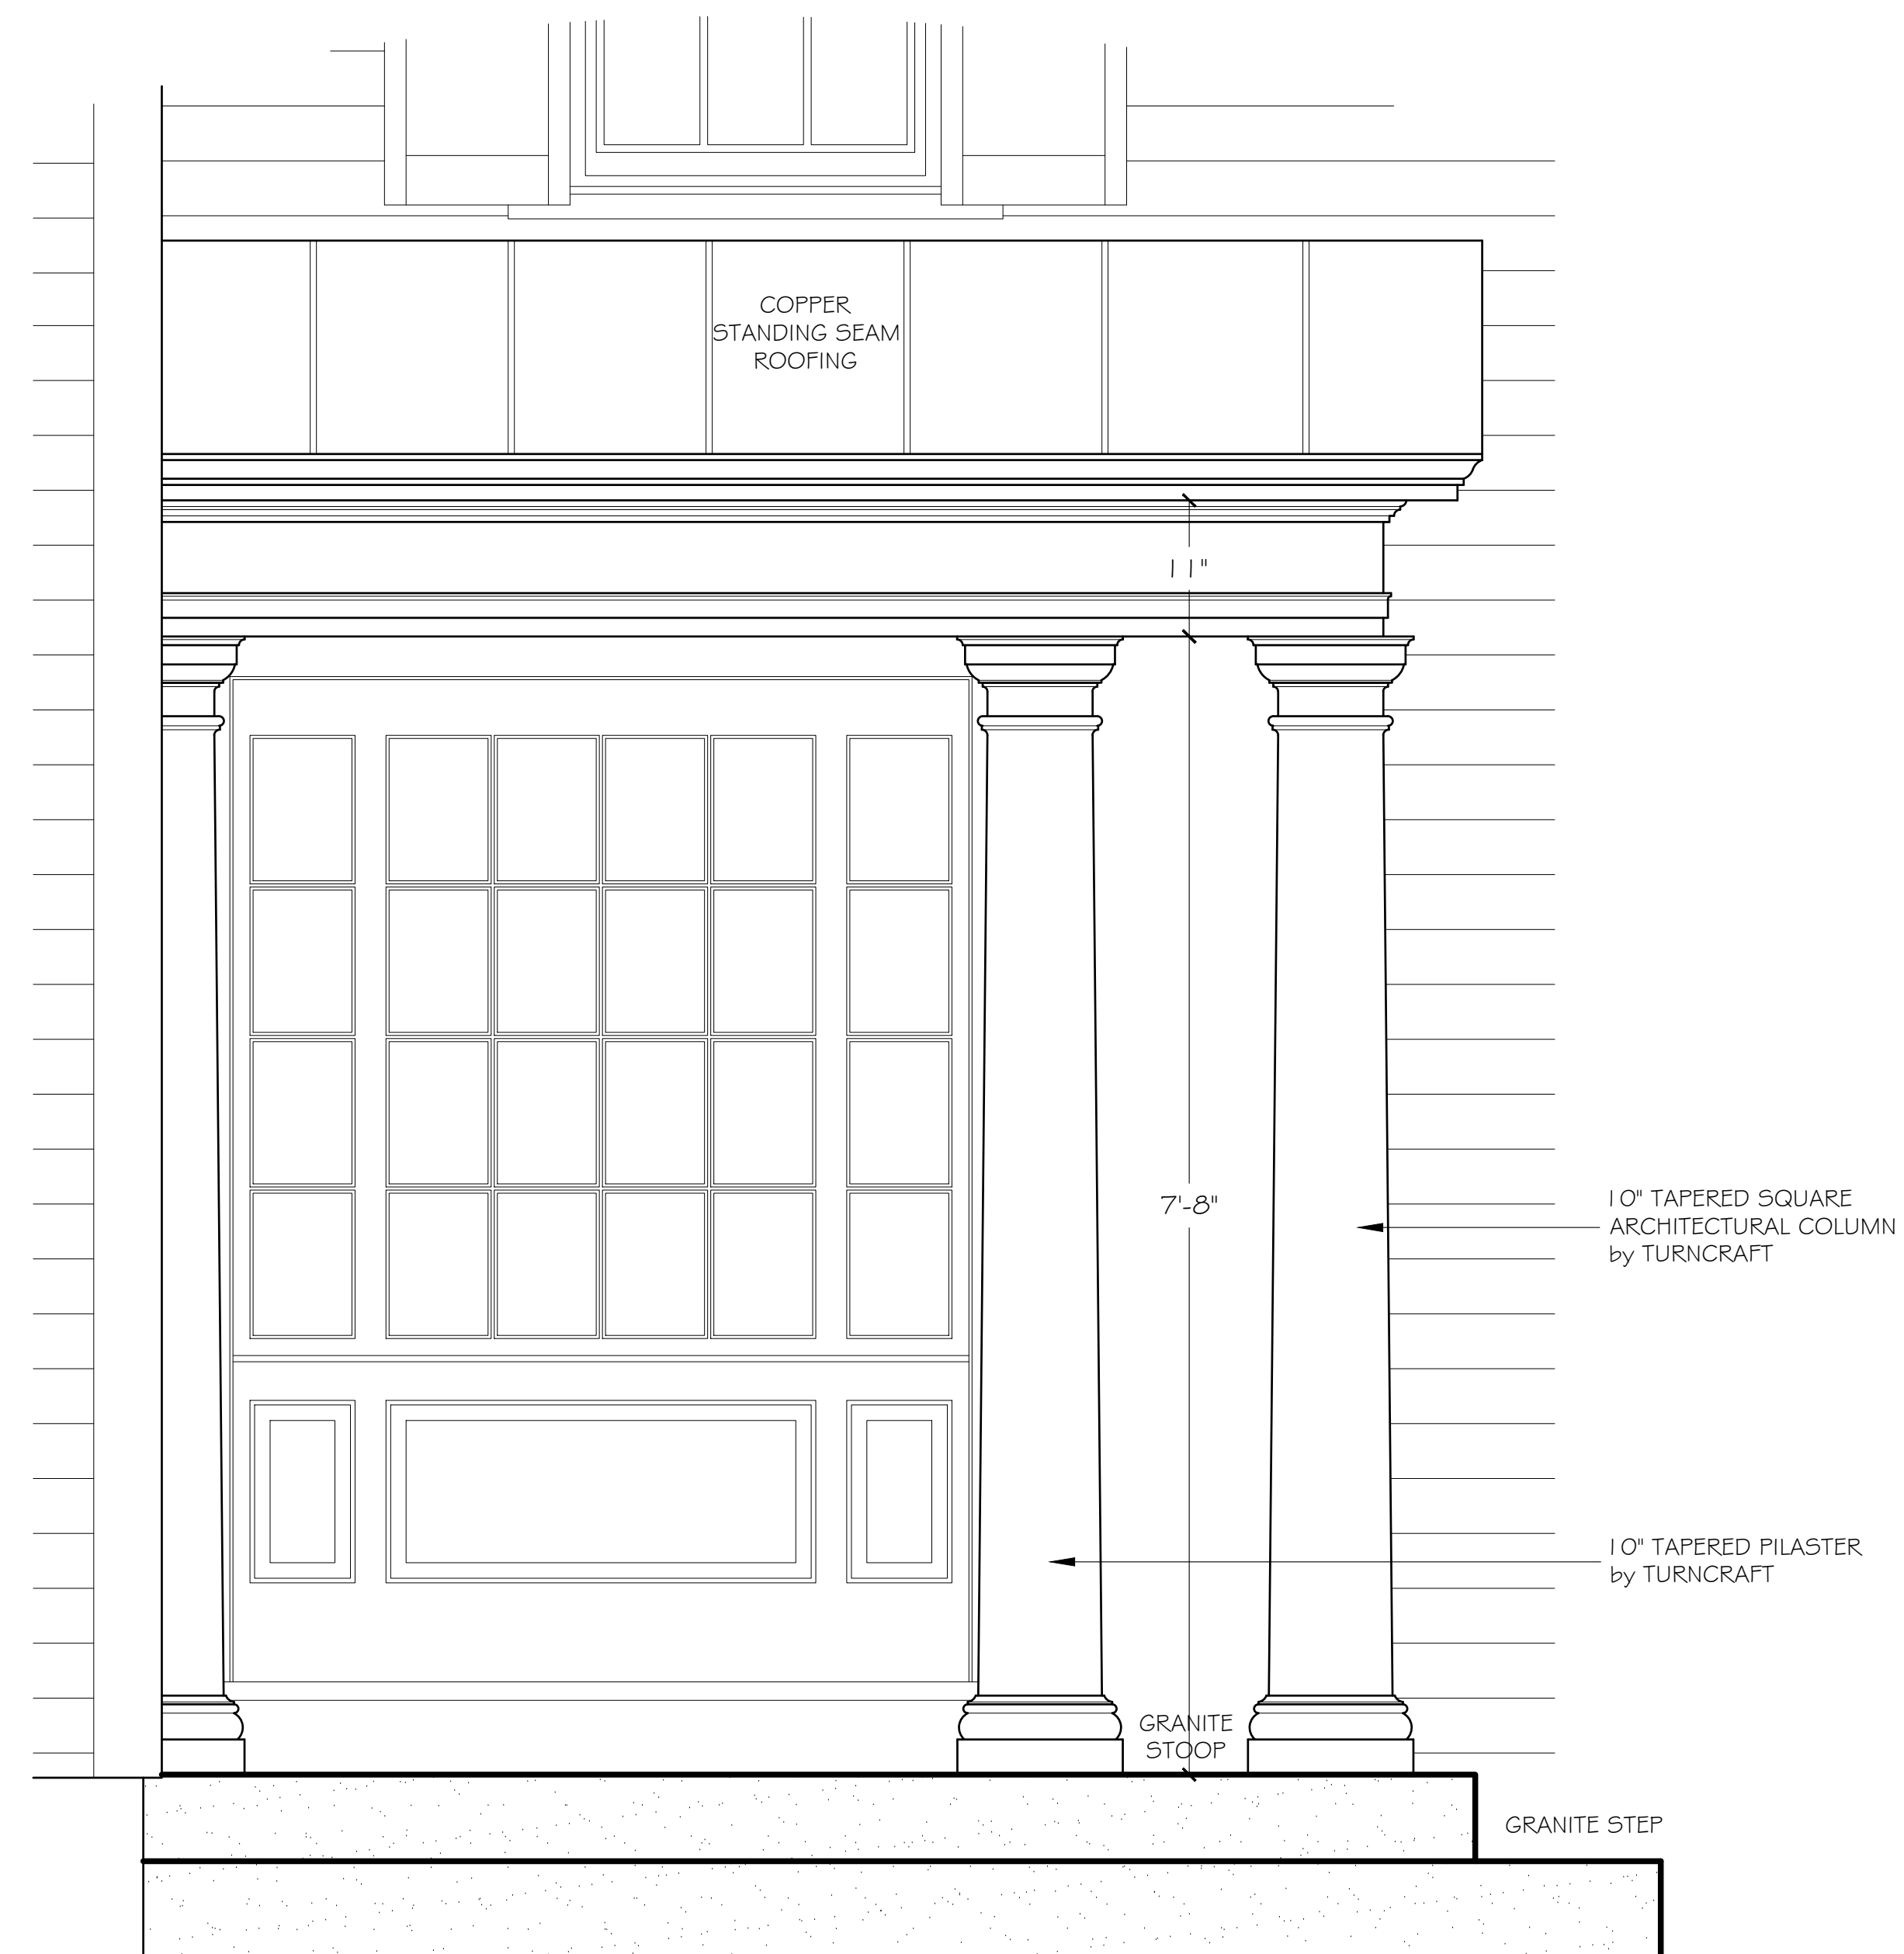 COPPER
STANDING SEAM
ROOFING
11"
7'-8"
10" TAPERED SQUARE
ARCHITECTURAL COLUMN
by TURNCRAFT
10" TAPERED PILASTER
by TURNCRAFT
GRANITE
STOOP
GRANITE STEP